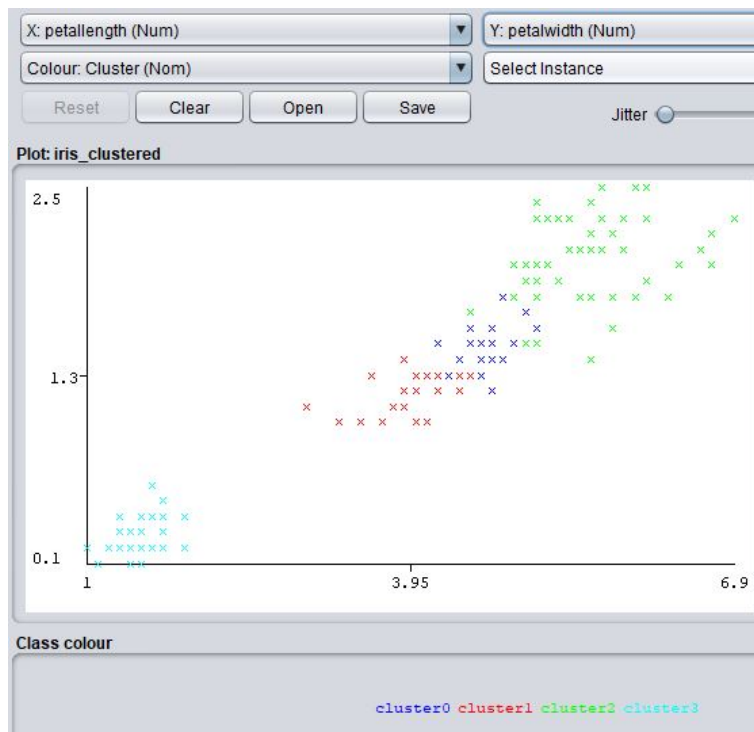 X: petallength (Num) Y: petalwidth (Num)
Colour: Cluster (Nom) Select Instance
Reset Clear Open Save Jitter
Plot: iris_clustered
2.5
1.3
0.1
1 3.95 6.9
Class colour
cluster0 cluster1 cluster2 cluster3